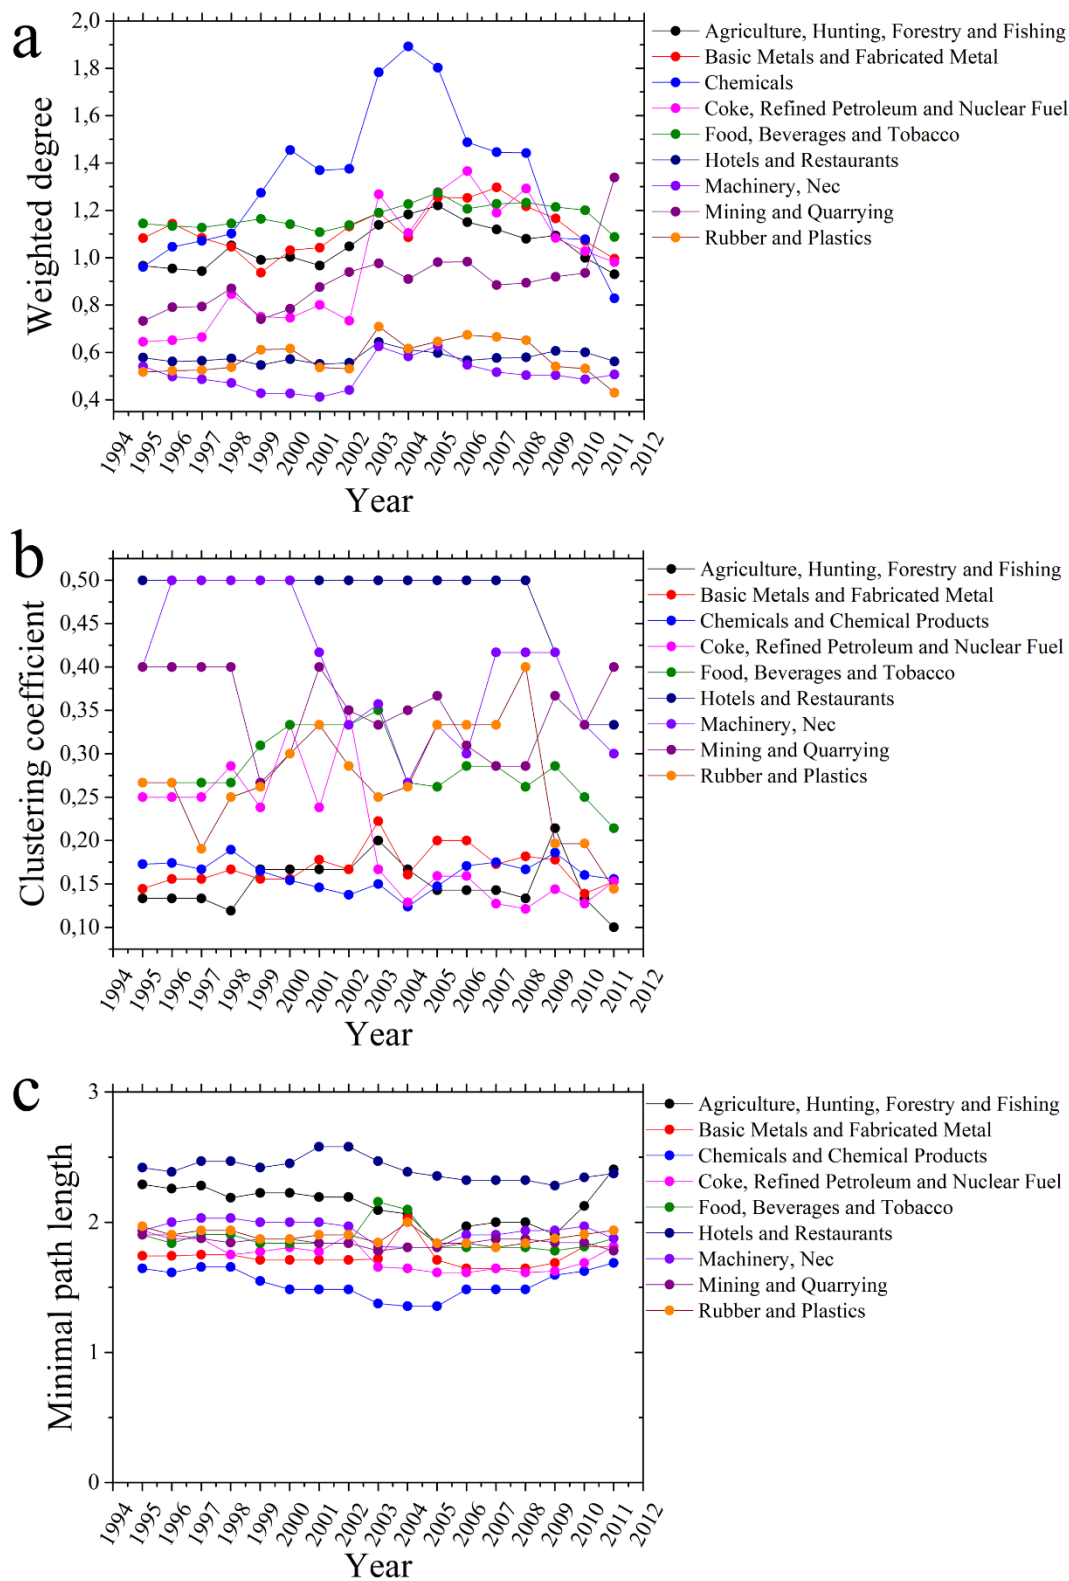 a
2,0
1,8
1,6
1,4
1,2
1,0
0,8
0,6
0,4
Weighted degree
1994
1995
1996
1997
1998
1999
2000
2001
2002
2003
2004
2005
2006
2007
2008
2009
2010
2011
2012
Year
Agriculture, Hunting, Forestry and Fishing
Basic Metals and Fabricated Metal
Chemicals
Coke, Refined Petroleum and Nuclear Fuel
Food, Beverages and Tobacco
Hotels and Restaurants
Machinery, Nec
Mining and Quarrying
Rubber and Plastics
b
0,50
0,45
0,40
0,35
0,30
0,25
0,20
0,15
0,10
Clustering coefficient
1994
1995
1996
1997
1998
1999
2000
2001
2002
2003
2004
2005
2006
2007
2008
2009
2010
2011
2012
Year
Agriculture, Hunting, Forestry and Fishing
Basic Metals and Fabricated Metal
Chemicals and Chemical Products
Coke, Refined Petroleum and Nuclear Fuel
Food, Beverages and Tobacco
Hotels and Restaurants
Machinery, Nec
Mining and Quarrying
Rubber and Plastics
c
3
2
1
0
Minimal path length
1994
1995
1996
1997
1998
1999
2000
2001
2002
2003
2004
2005
2006
2007
2008
2009
2010
2011
2012
Year
Agriculture, Hunting, Forestry and Fishing
Basic Metals and Fabricated Metal
Chemicals and Chemical Products
Coke, Refined Petroleum and Nuclear Fuel
Food, Beverages and Tobacco
Hotels and Restaurants
Machinery, Nec
Mining and Quarrying
Rubber and Plastics